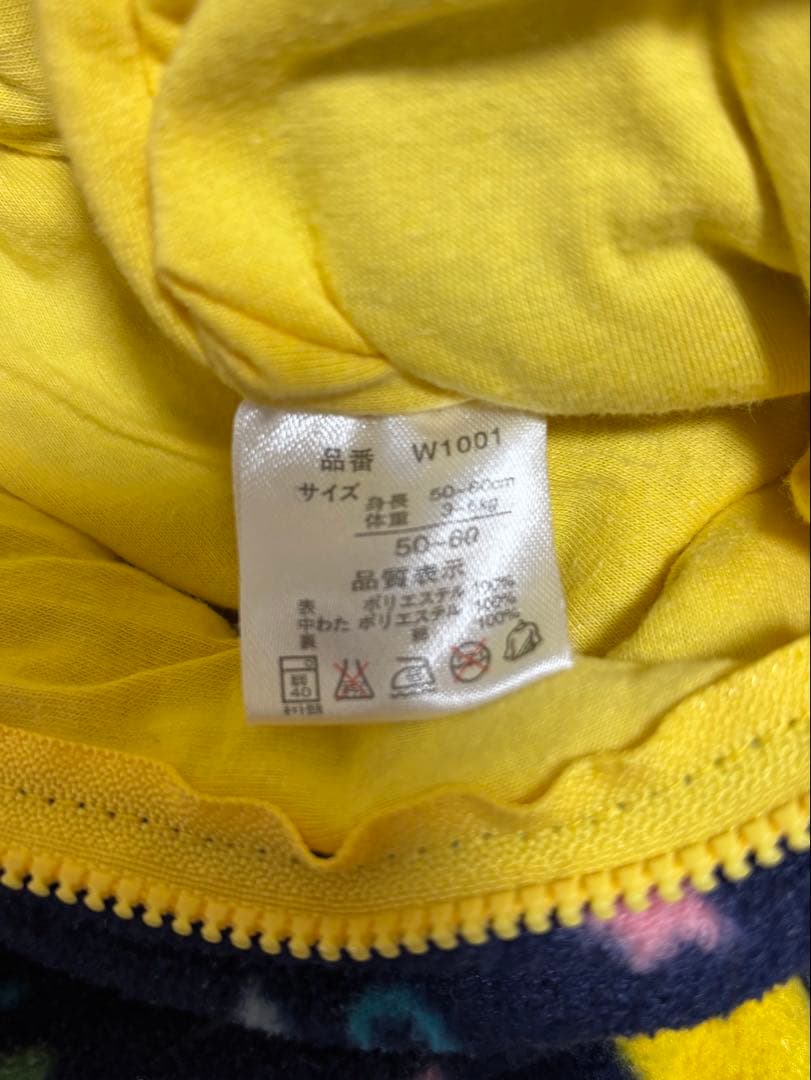 品番 W1001
サイズ 身長 50~60cm
体重 3~6kg
50~60
品質表示
表 ポリエステル 100%
中わた ポリエステル 100%
裏 綿 100%
弱
40